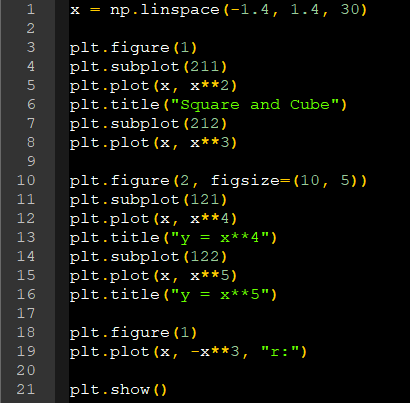 1 x = np.linspace(-1.4, 1.4, 30)
2
3 plt.figure(1)
4 plt.subplot(211)
5 plt.plot(x, x**2)
6 plt.title("Square and Cube")
7 plt.subplot(212)
8 plt.plot(x, x**3)
9
10 plt.figure(2, figsize=(10, 5))
11 plt.subplot(121)
12 plt.plot(x, x**4)
13 plt.title("y = x**4")
14 plt.subplot(122)
15 plt.plot(x, x**5)
16 plt.title("y = x**5")
17
18 plt.figure(1)
19 plt.plot(x, -x**3, "r:")
20
21 plt.show()